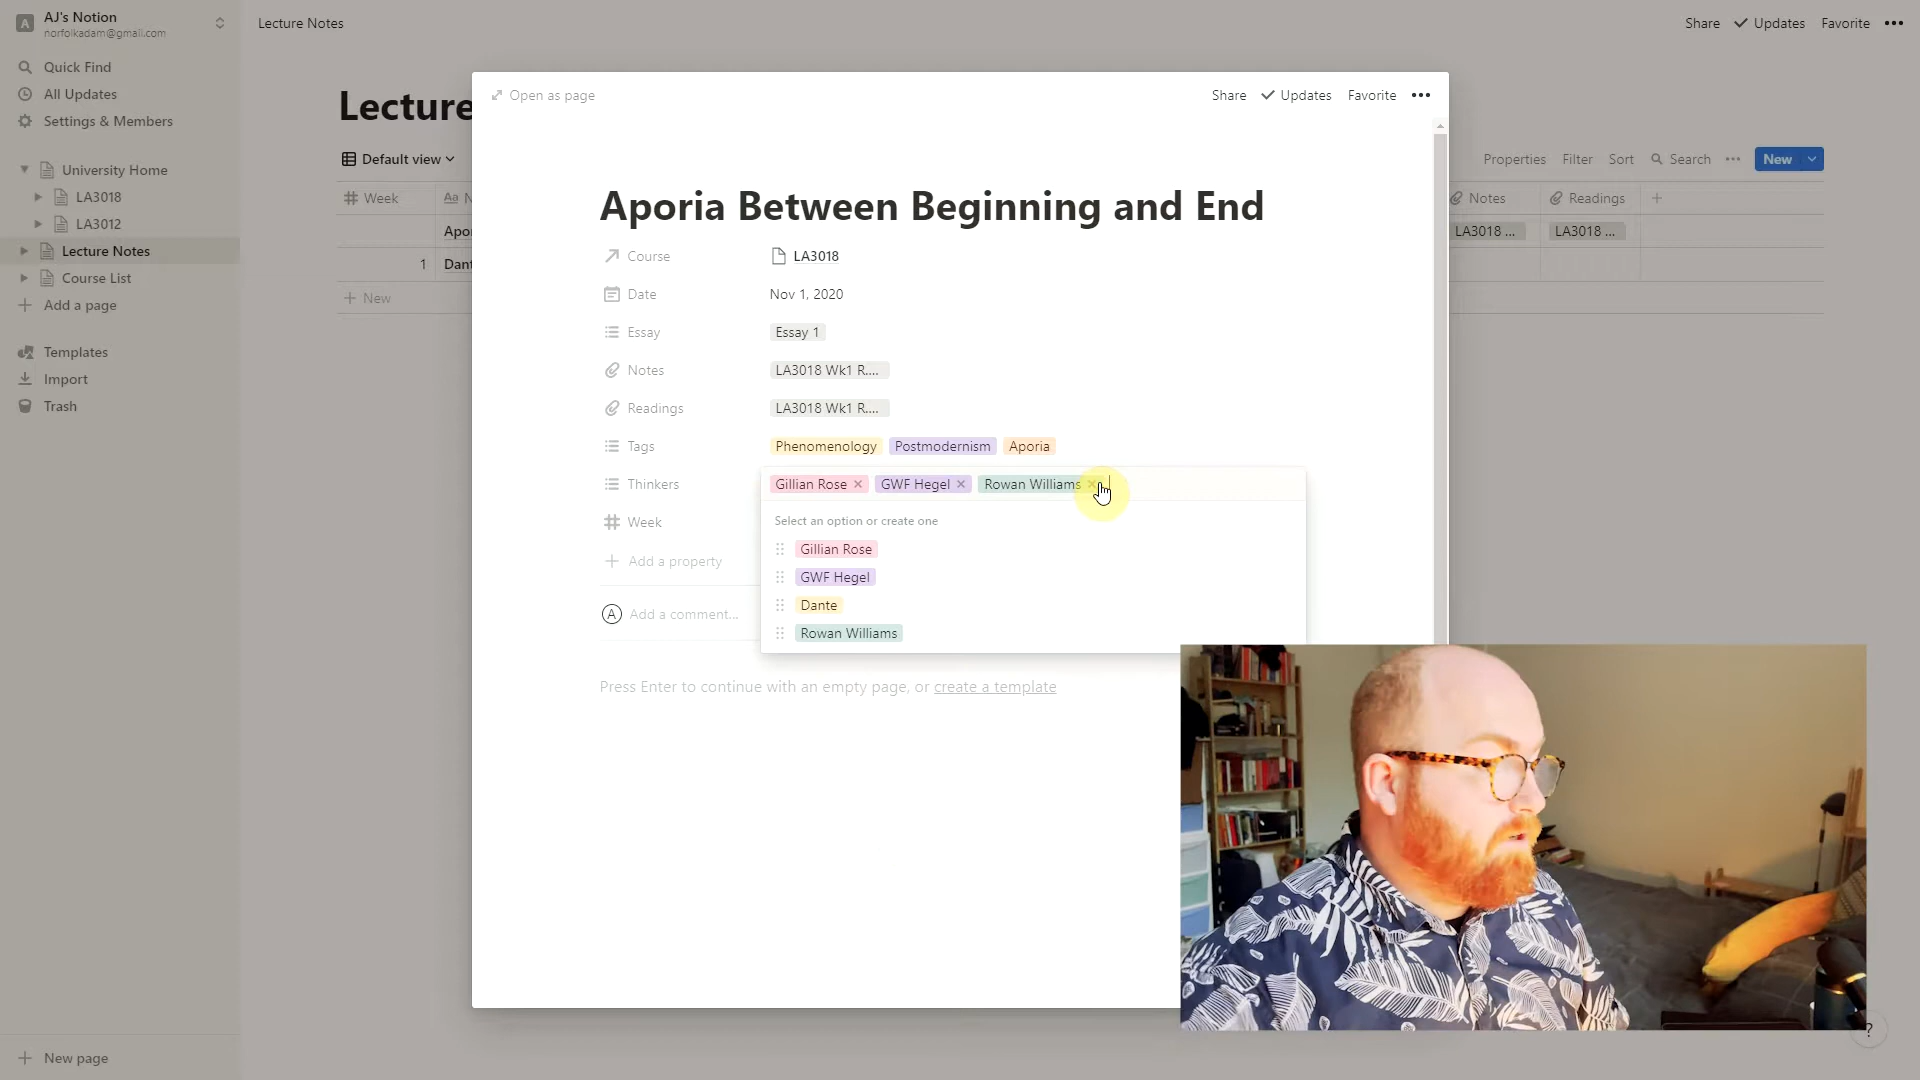 A
AJ's Notion
norfolkadam@gmail.com
Quick Find
All Updates
Settings & Members
University Home
LA3018
LA3012
Lecture Notes
Course List
Add a page
Templates
Import
Trash
New page
Lecture Notes
Share
Updates
Favorite
Lecture
Default view
Properties
Filter
Sort
Search
New
Week
Aa N
Notes
Readings
Apor
LA3018 ...
LA3018 ...
1
Dant
New
Open as page
Share
Updates
Favorite
Aporia Between Beginning and End
Course
LA3018
Date
Nov 1, 2020
Essay
Essay 1
Notes
LA3018 Wk1 R....
Readings
LA3018 Wk1 R....
Tags
Phenomenology
Postmodernism
Aporia
Thinkers
Gillian Rose
GWF Hegel
Rowan Williams
Select an option or create one
Gillian Rose
GWF Hegel
Dante
Rowan Williams
Week
Add a property
A
Add a comment...
Press Enter to continue with an empty page, or create a template
?